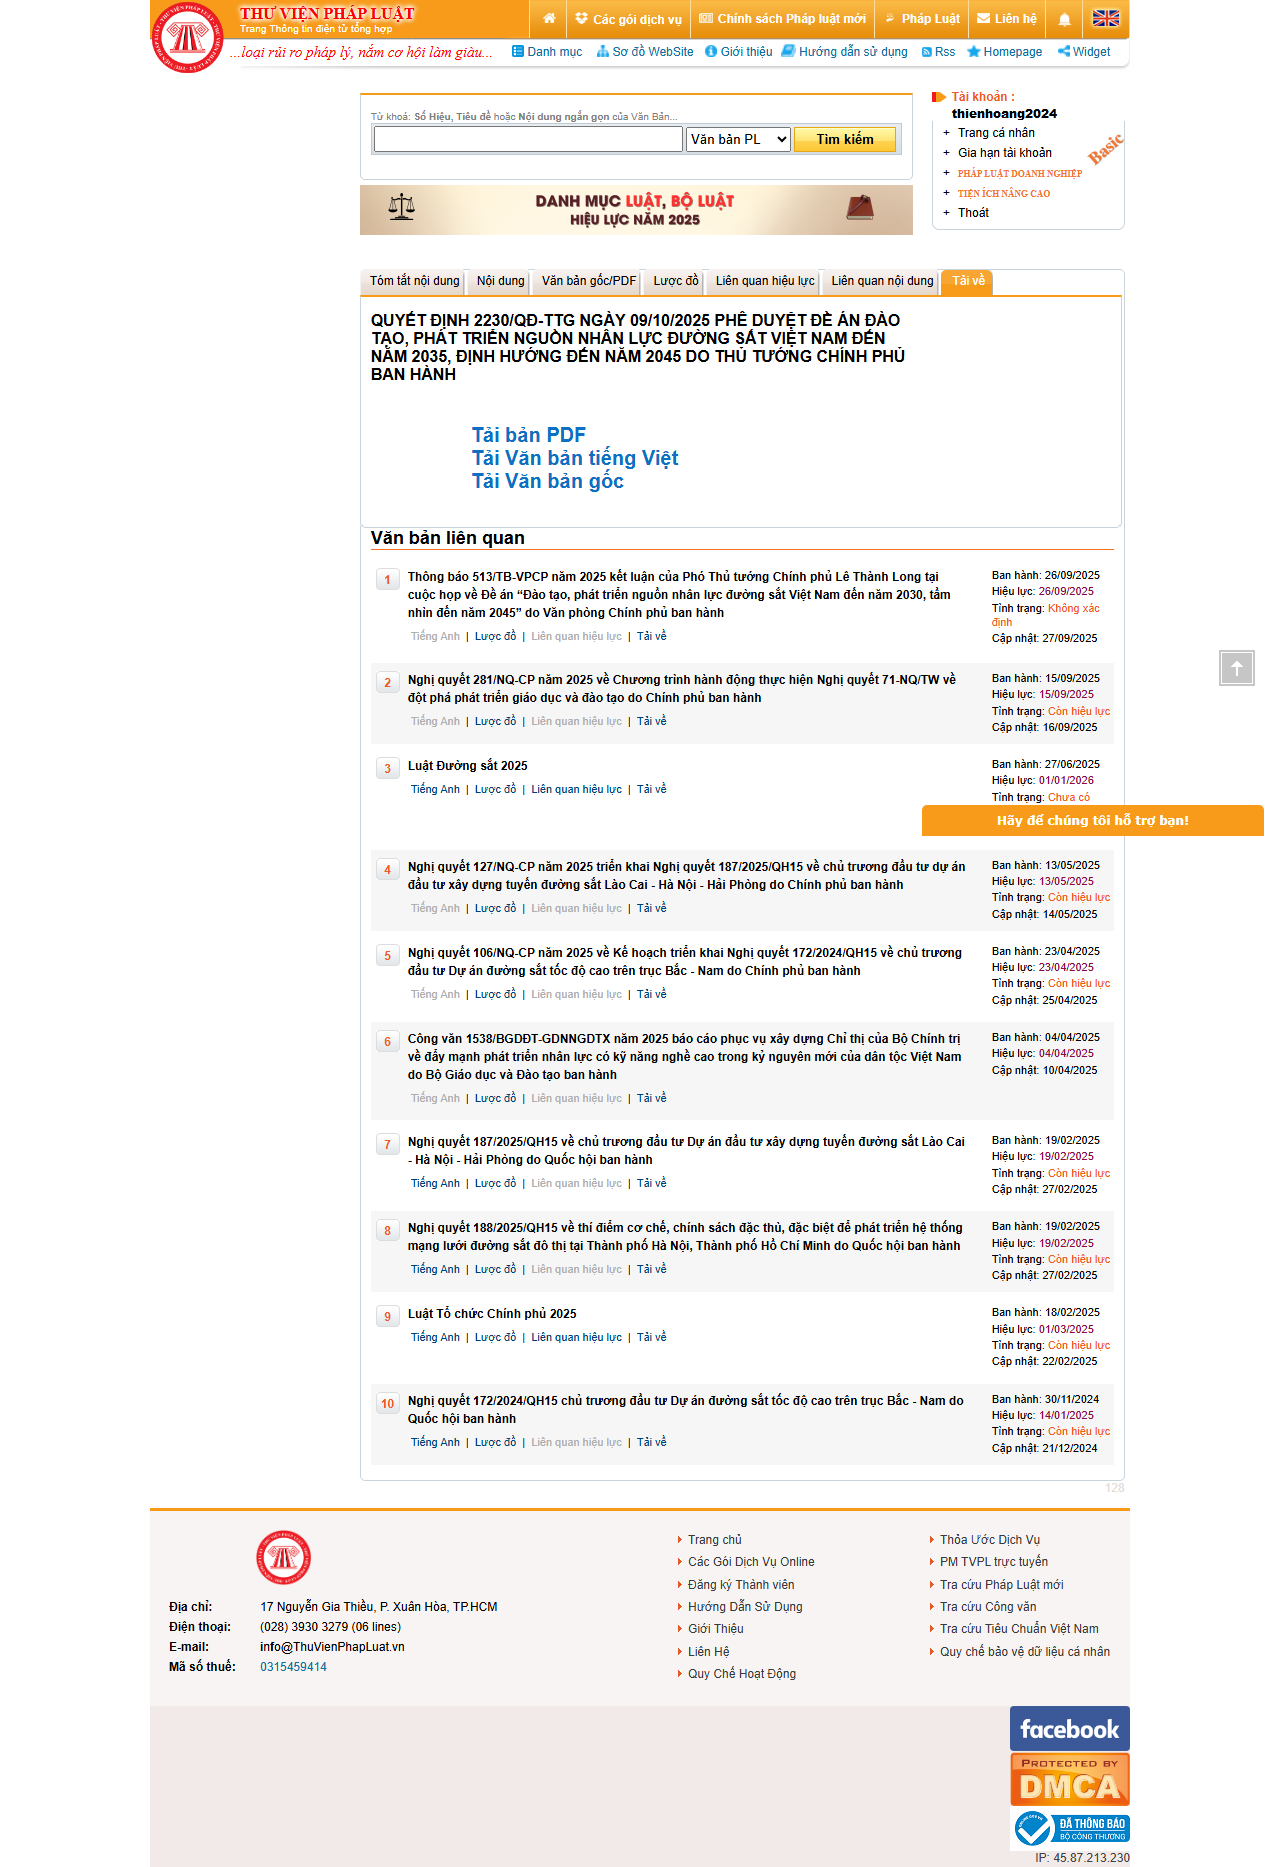 THƯ VIỆN PHÁP LUẬT
Trang Thông tin điện tử tổng hợp
Các gói dịch vụ
Chính sách Pháp luật mới
Pháp Luật
Liên hệ
...loại rủi ro pháp lý, nắm cơ hội làm giàu...
Danh mục
Sơ đồ WebSite
Giới thiệu
Hướng dẫn sử dụng
Rss
Homepage
Widget
Từ khoá: Số Hiệu, Tiêu đề hoặc Nội dung ngắn gọn của Văn Bản...
Văn bản PL
Tìm kiếm
DANH MỤC LUẬT, BỘ LUẬT
HIỆU LỰC NĂM 2025
Tài khoản :
thienhoang2024
+ Trang cá nhân
+ Gia hạn tài khoản
+ PHÁP LUẬT DOANH NGHIỆP
+ TIỆN ÍCH NÂNG CAO
+ Thoát
Basic
Tóm tắt nội dung
Nội dung
Văn bản gốc/PDF
Lược đồ
Liên quan hiệu lực
Liên quan nội dung
Tải về
QUYẾT ĐỊNH 2230/QĐ-TTG NGÀY 09/10/2025 PHÊ DUYỆT ĐỀ ÁN ĐÀO
TẠO, PHÁT TRIỂN NGUỒN NHÂN LỰC ĐƯỜNG SẮT VIỆT NAM ĐẾN
NĂM 2035, ĐỊNH HƯỚNG ĐẾN NĂM 2045 DO THỦ TƯỚNG CHÍNH PHỦ
BAN HÀNH
Tải bản PDF
Tải Văn bản tiếng Việt
Tải Văn bản gốc
Văn bản liên quan
1
Thông báo 513/TB-VPCP năm 2025 kết luận của Phó Thủ tướng Chính phủ Lê Thành Long tại
cuộc họp về Đề án “Đào tạo, phát triển nguồn nhân lực đường sắt Việt Nam đến năm 2030, tầm
nhìn đến năm 2045” do Văn phòng Chính phủ ban hành
Tiếng Anh | Lược đồ | Liên quan hiệu lực | Tải về
Ban hành: 26/09/2025
Hiệu lực: 26/09/2025
Tình trạng: Không xác
định
Cập nhật: 27/09/2025
2
Nghị quyết 281/NQ-CP năm 2025 về Chương trình hành động thực hiện Nghị quyết 71-NQ/TW về
đột phá phát triển giáo dục và đào tạo do Chính phủ ban hành
Tiếng Anh | Lược đồ | Liên quan hiệu lực | Tải về
Ban hành: 15/09/2025
Hiệu lực: 15/09/2025
Tình trạng: Còn hiệu lực
Cập nhật: 16/09/2025
3
Luật Đường sắt 2025
Tiếng Anh | Lược đồ | Liên quan hiệu lực | Tải về
Ban hành: 27/06/2025
Hiệu lực: 01/01/2026
Tình trạng: Chưa có
Hãy để chúng tôi hỗ trợ bạn!
4
Nghị quyết 127/NQ-CP năm 2025 triển khai Nghị quyết 187/2025/QH15 về chủ trương đầu tư dự án
đầu tư xây dựng tuyến đường sắt Lào Cai - Hà Nội - Hải Phòng do Chính phủ ban hành
Tiếng Anh | Lược đồ | Liên quan hiệu lực | Tải về
Ban hành: 13/05/2025
Hiệu lực: 13/05/2025
Tình trạng: Còn hiệu lực
Cập nhật: 14/05/2025
5
Nghị quyết 106/NQ-CP năm 2025 về Kế hoạch triển khai Nghị quyết 172/2024/QH15 về chủ trương
đầu tư Dự án đường sắt tốc độ cao trên trục Bắc - Nam do Chính phủ ban hành
Tiếng Anh | Lược đồ | Liên quan hiệu lực | Tải về
Ban hành: 23/04/2025
Hiệu lực: 23/04/2025
Tình trạng: Còn hiệu lực
Cập nhật: 25/04/2025
6
Công văn 1538/BGDĐT-GDNNGDTX năm 2025 báo cáo phục vụ xây dựng Chỉ thị của Bộ Chính trị
về đẩy mạnh phát triển nhân lực có kỹ năng nghề cao trong kỷ nguyên mới của dân tộc Việt Nam
do Bộ Giáo dục và Đào tạo ban hành
Tiếng Anh | Lược đồ | Liên quan hiệu lực | Tải về
Ban hành: 04/04/2025
Hiệu lực: 04/04/2025
Cập nhật: 10/04/2025
7
Nghị quyết 187/2025/QH15 về chủ trương đầu tư Dự án đầu tư xây dựng tuyến đường sắt Lào Cai
- Hà Nội - Hải Phòng do Quốc hội ban hành
Tiếng Anh | Lược đồ | Liên quan hiệu lực | Tải về
Ban hành: 19/02/2025
Hiệu lực: 19/02/2025
Tình trạng: Còn hiệu lực
Cập nhật: 27/02/2025
8
Nghị quyết 188/2025/QH15 về thí điểm cơ chế, chính sách đặc thù, đặc biệt để phát triển hệ thống
mạng lưới đường sắt đô thị tại Thành phố Hà Nội, Thành phố Hồ Chí Minh do Quốc hội ban hành
Tiếng Anh | Lược đồ | Liên quan hiệu lực | Tải về
Ban hành: 19/02/2025
Hiệu lực: 19/02/2025
Tình trạng: Còn hiệu lực
Cập nhật: 27/02/2025
9
Luật Tổ chức Chính phủ 2025
Tiếng Anh | Lược đồ | Liên quan hiệu lực | Tải về
Ban hành: 18/02/2025
Hiệu lực: 01/03/2025
Tình trạng: Còn hiệu lực
Cập nhật: 22/02/2025
10
Nghị quyết 172/2024/QH15 chủ trương đầu tư Dự án đường sắt tốc độ cao trên trục Bắc - Nam do
Quốc hội ban hành
Tiếng Anh | Lược đồ | Liên quan hiệu lực | Tải về
Ban hành: 30/11/2024
Hiệu lực: 14/01/2025
Tình trạng: Còn hiệu lực
Cập nhật: 21/12/2024
128
Địa chỉ: 17 Nguyễn Gia Thiều, P. Xuân Hòa, TP.HCM
Điện thoại: (028) 3930 3279 (06 lines)
E-mail: info@ThuVienPhapLuat.vn
Mã số thuế: 0315459414
Trang chủ
Các Gói Dịch Vụ Online
Đăng ký Thành viên
Hướng Dẫn Sử Dụng
Giới Thiệu
Liên Hệ
Quy Chế Hoạt Động
Thỏa Ước Dịch Vụ
PM TVPL trực tuyến
Tra cứu Pháp Luật mới
Tra cứu Công văn
Tra cứu Tiêu Chuẩn Việt Nam
Quy chế bảo vệ dữ liệu cá nhân
facebook
PROTECTED BY
DMCA
ĐÃ THÔNG BÁO
BỘ CÔNG THƯƠNG
IP: 45.87.213.230